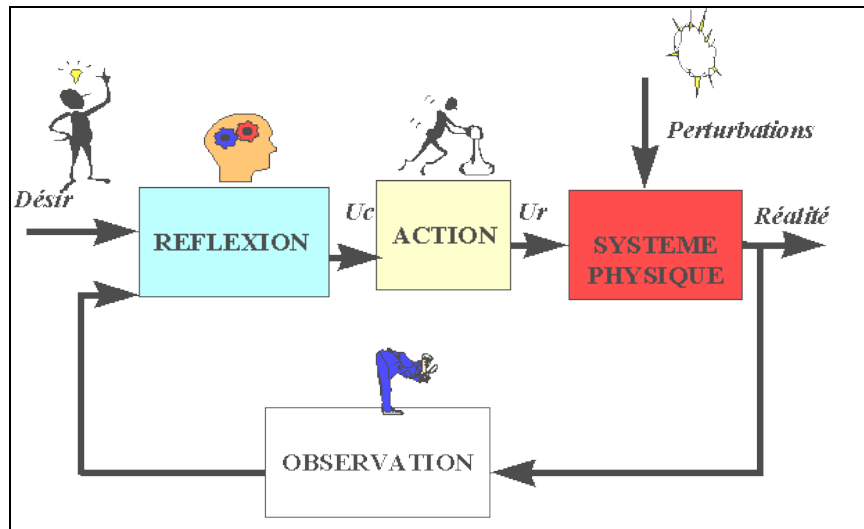 Désir
REFLEXION
Uc
ACTION
Ur
SYSTEME
PHYSIQUE
Perturbations
Réalité
OBSERVATION